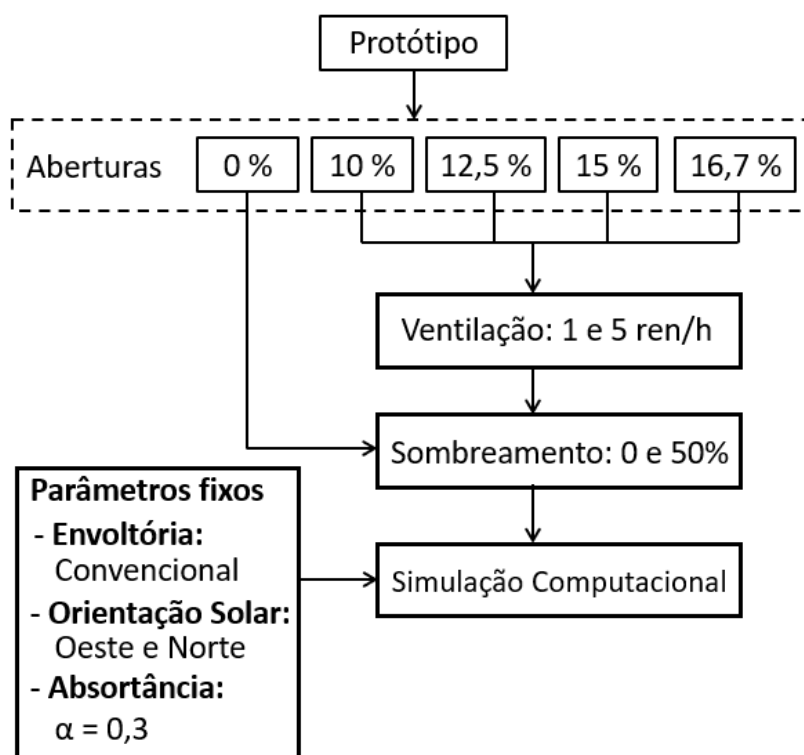 Protótipo
Aberturas 0 % 10 % 12,5 % 15 % 16,7 %
Ventilação: 1 e 5 ren/h
Sombreamento: 0 e 50%
Parâmetros fixos
- Envoltória:
Convencional
- Orientação Solar:
Oeste e Norte
- Absortância:
α = 0,3
Simulação Computacional